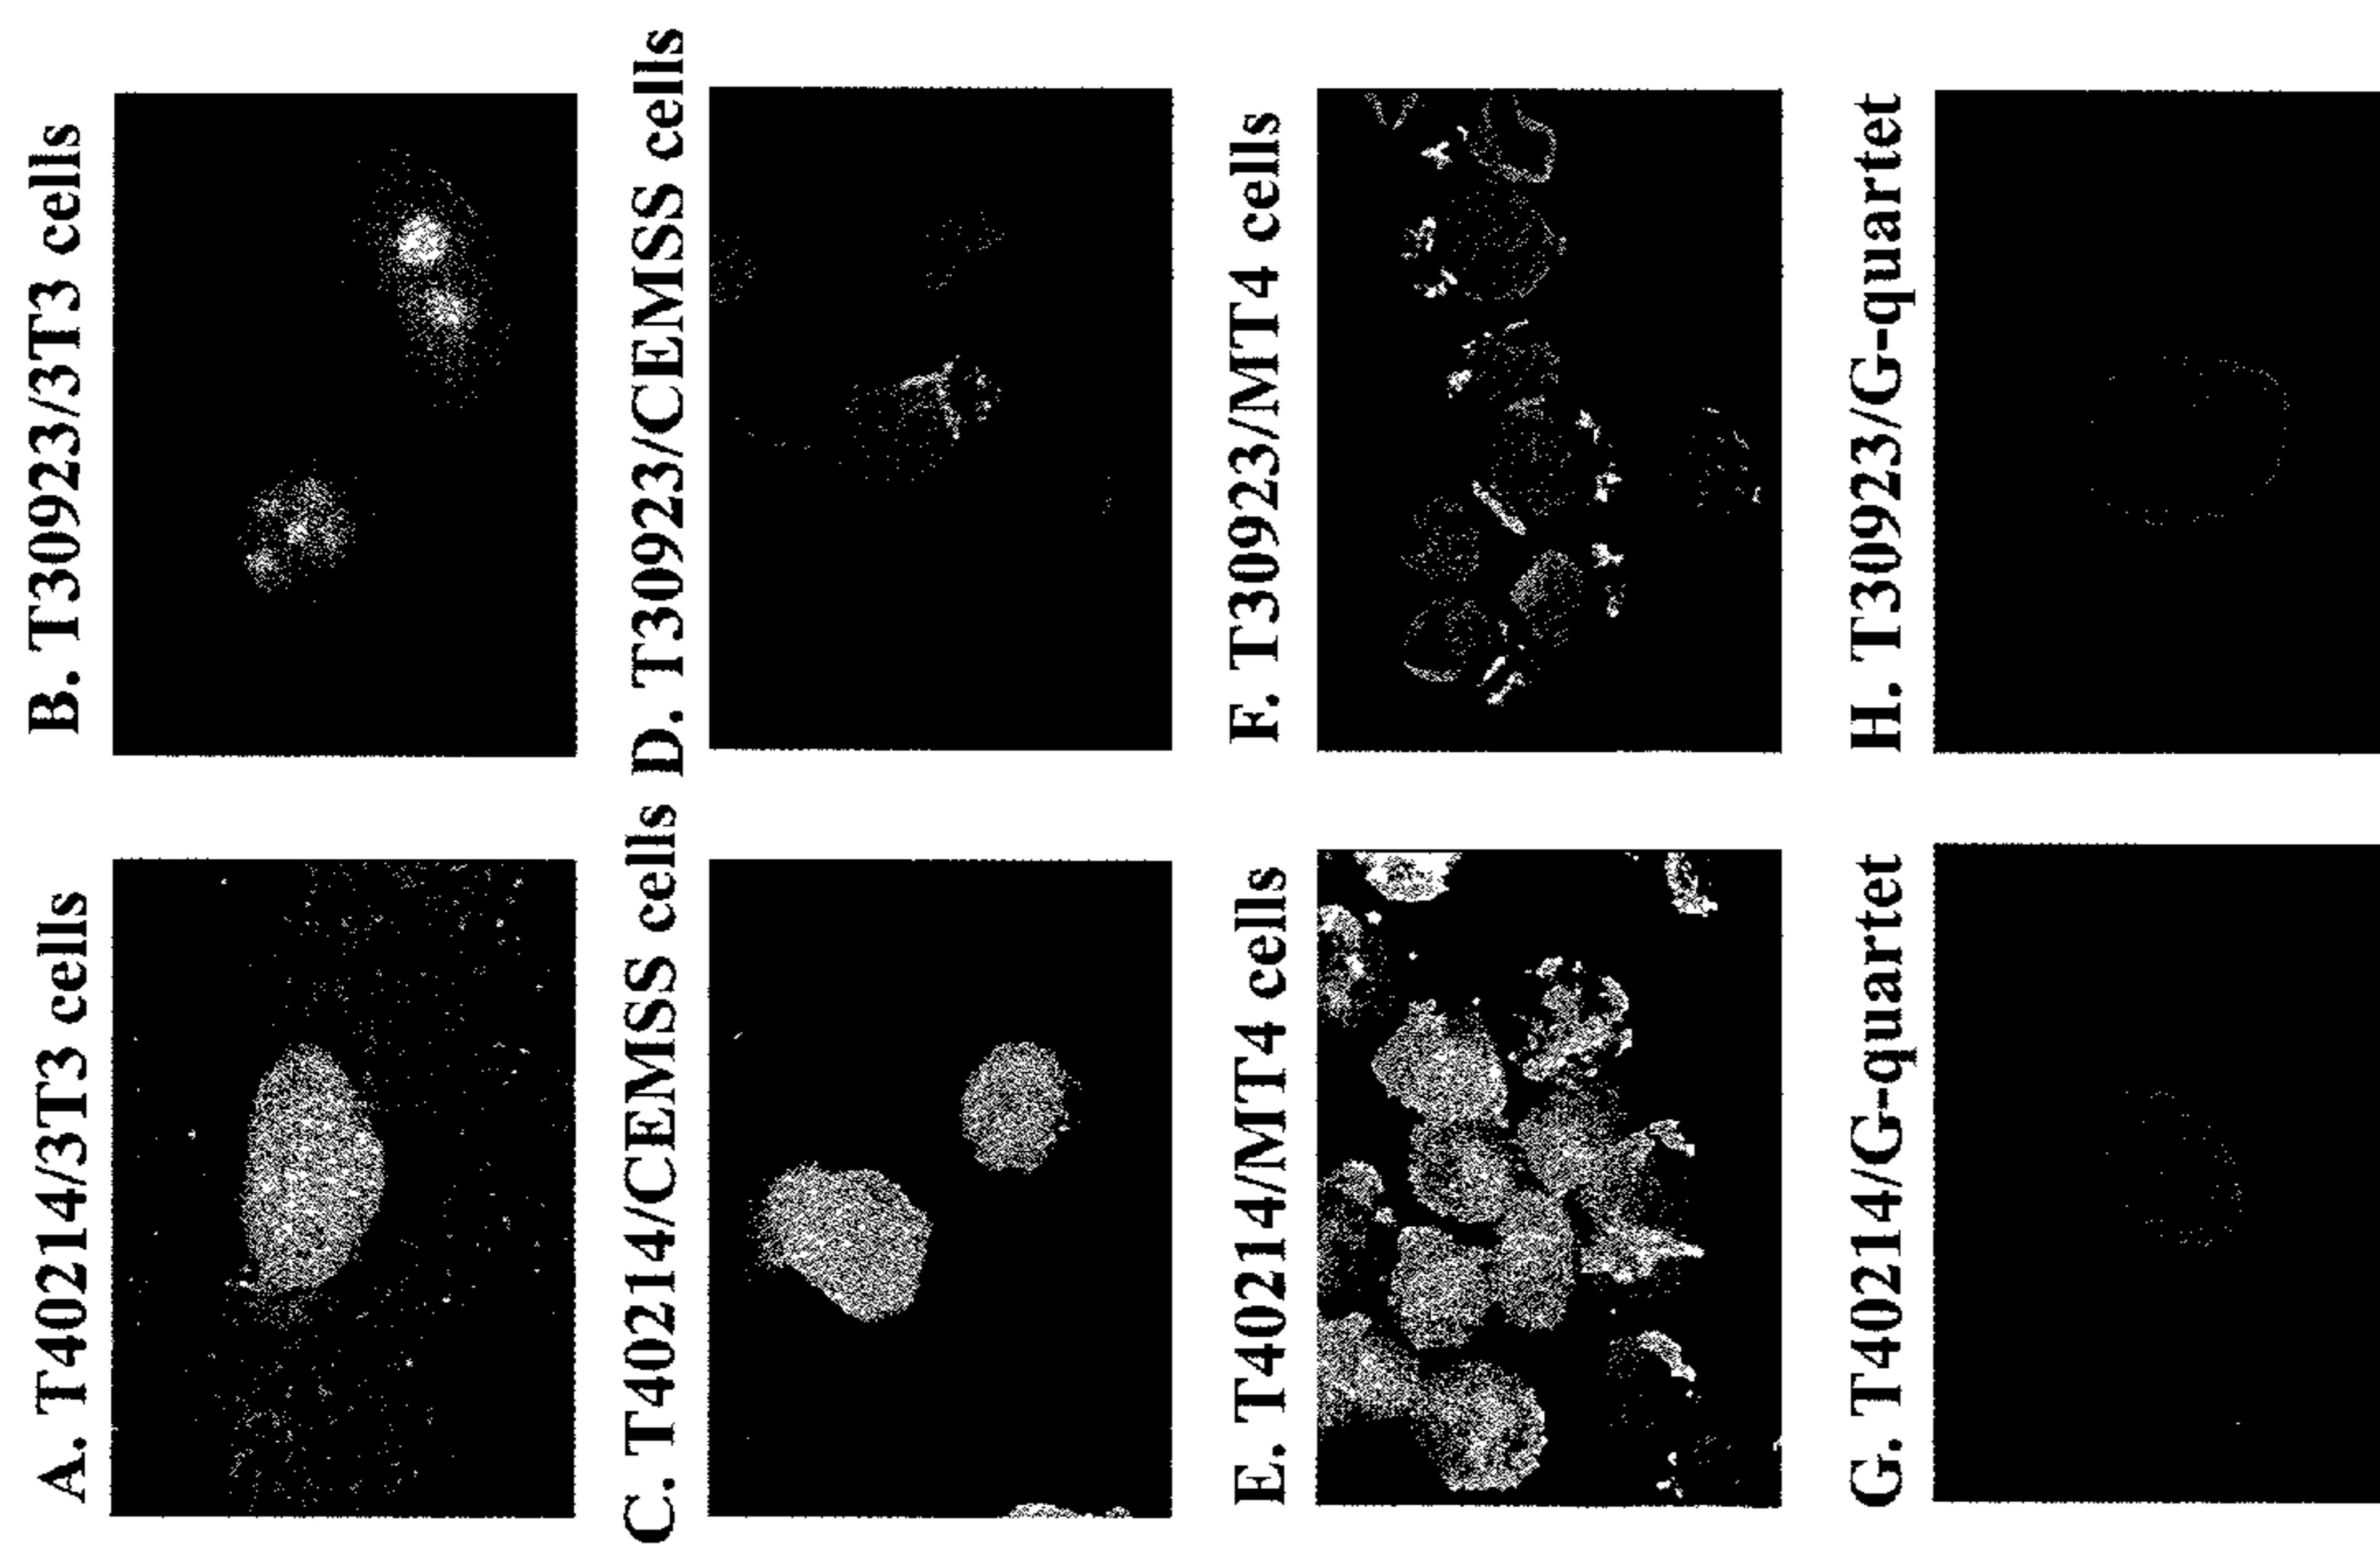 A. T40214/3T3 cells
B. T30923/3T3 cells
C. T40214/CEMSS cells
D. T30923/CEMSS cells
E. T40214/MT4 cells
F. T30923/MT4 cells
G. T40214/G-quartet
H. T30923/G-quartet